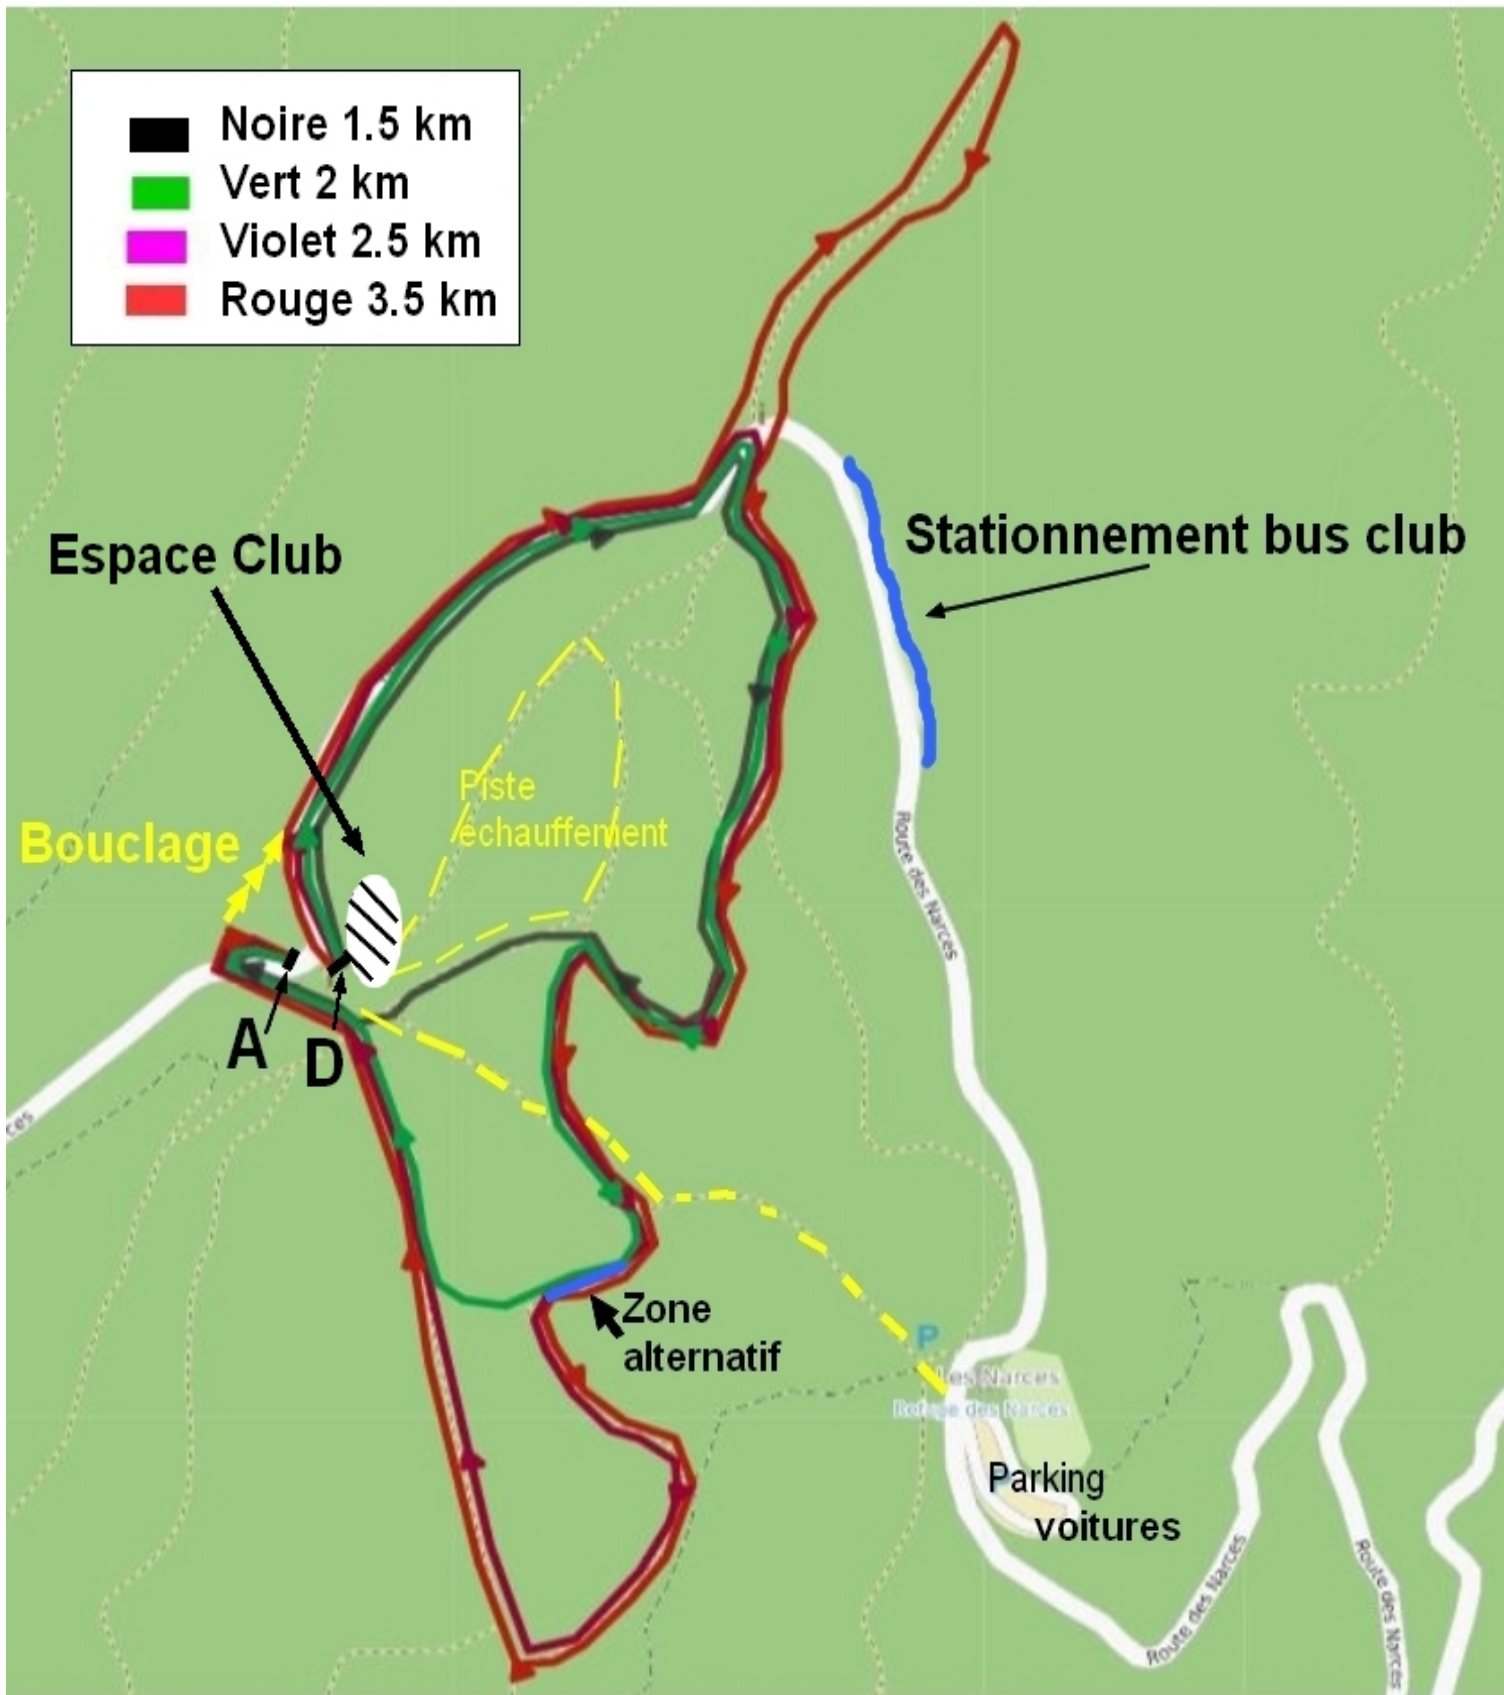 Noire 1.5 km
Vert 2 km
Violet 2.5 km
Rouge 3.5 km
Stationnement bus club
Espace Club
Piste
échauffement
Bouclage
Route des Narces
A
D
ces
Zone
alternatif
P
Les Narces
Refuge des Narces
Parking
voitures
Route des Narces
Route des Narces